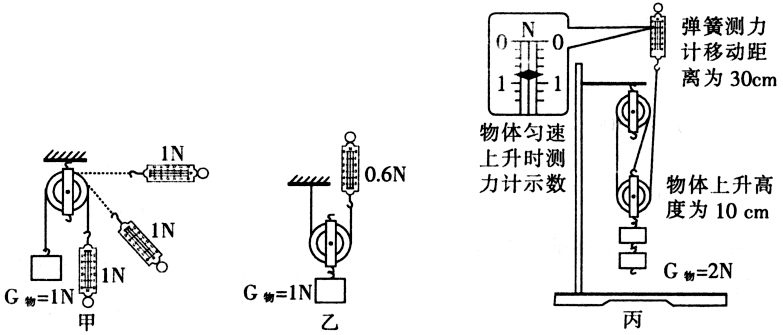 1N
1N
1N
G物=1N
甲
0.6N
G物=1N
乙
N
0 0
1 1
物体匀速
上升时测
力计示数
弹簧测力
计移动距
离为30cm
物体上升高
度为10 cm
G物=2N
丙